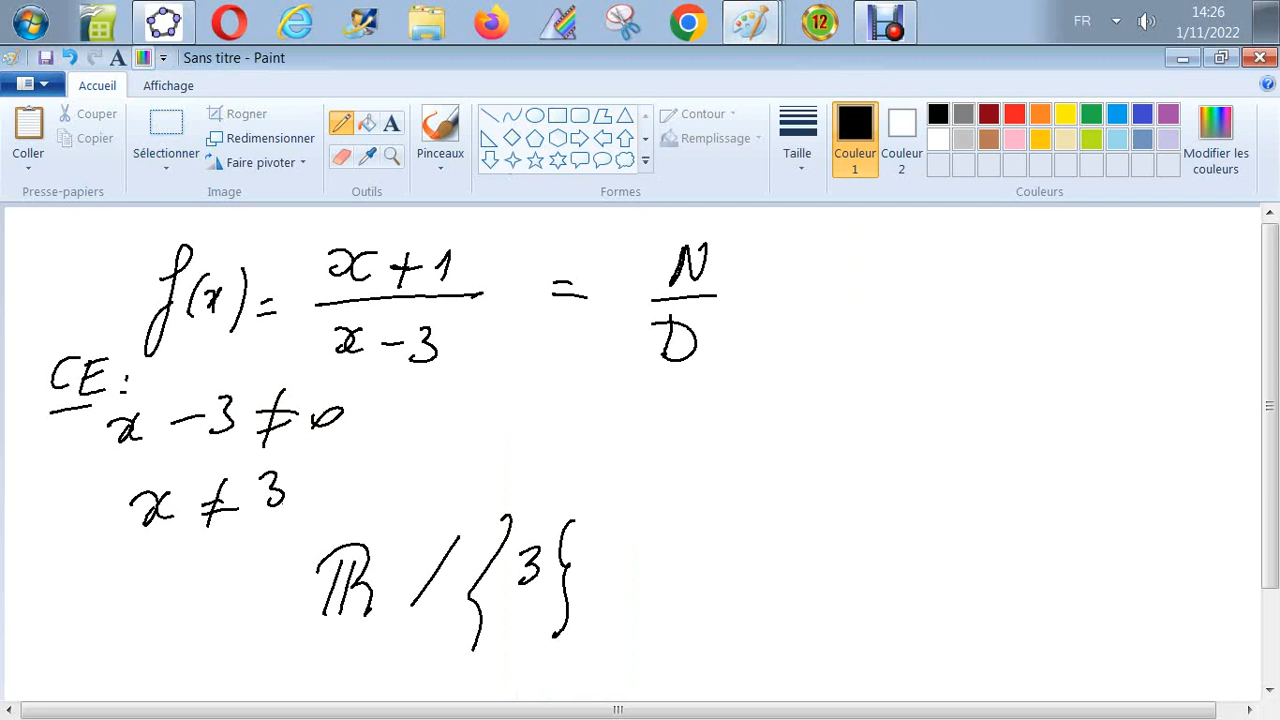 FR
14:26
1/11/2022
12
Sans titre - Paint
Accueil Affichage
Coller
Couper
Copier
Presse-papiers
Sélectionner
Rogner
Redimensionner
Faire pivoter
Image
A
Outils
Pinceaux
Contour
Remplissage
Formes
Taille
Couleur 1
Couleur 2
Modifier les couleurs
Couleurs
f(x) = (x + 1)/(x - 3) = N/D
CE :
x - 3 ≠ 0
x ≠ 3
ℝ / { 3 {